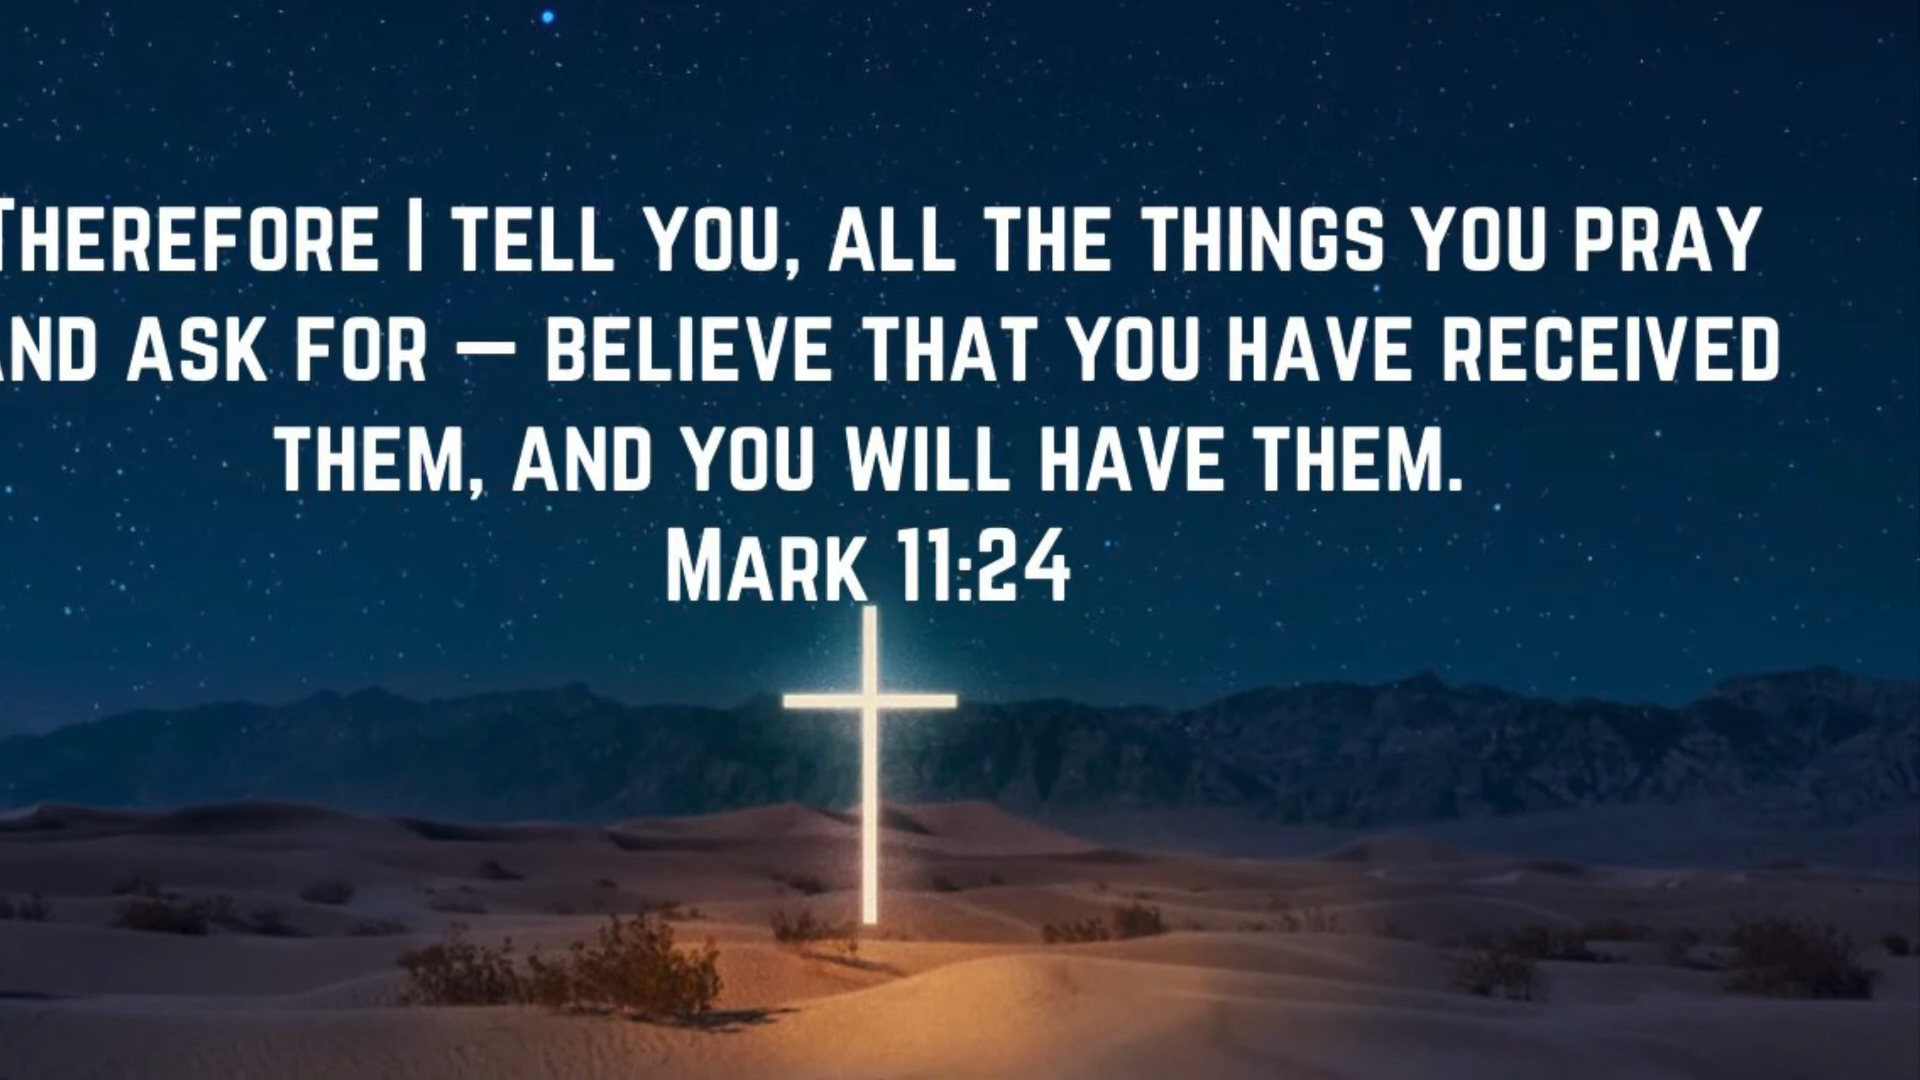 Therefore I tell you, all the things you pray
and ask for — believe that you have received
them, and you will have them.
Mark 11:24